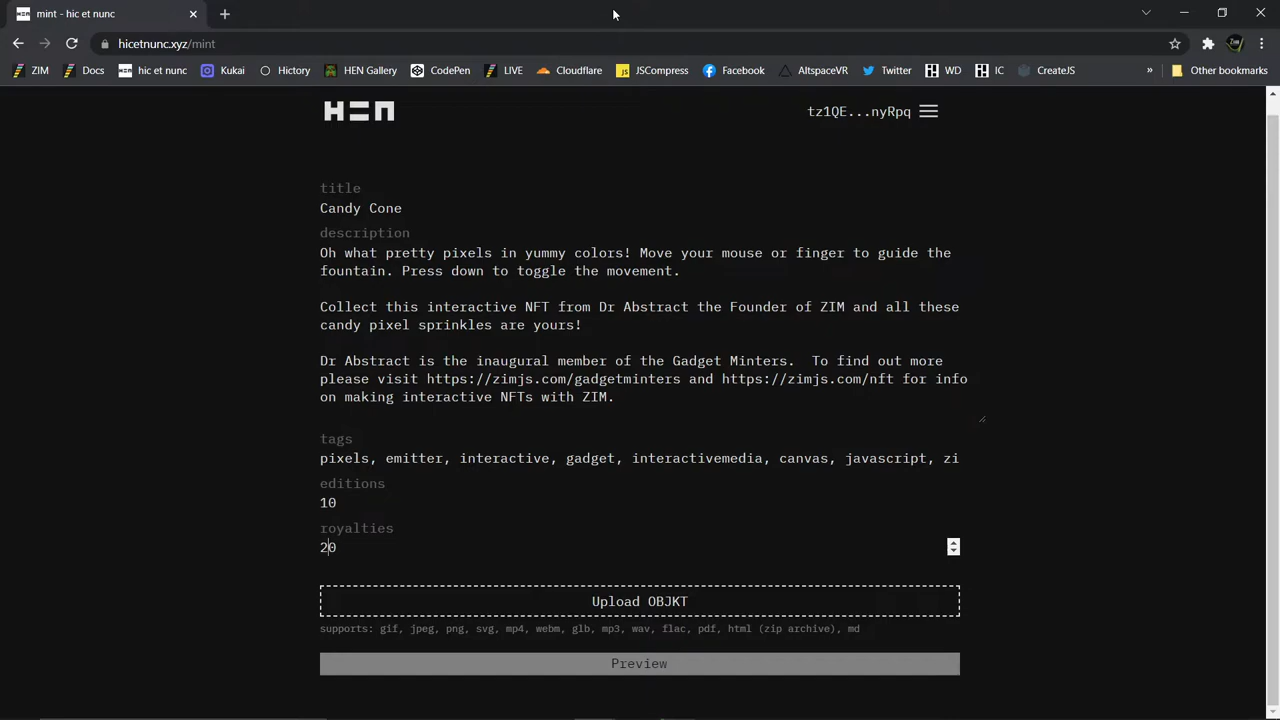 mint - hic et nunc
hicetnunc.xyz/mint
ZIM Docs hic et nunc Kukai Hictory HEN Gallery CodePen LIVE Cloudflare JSCompress Facebook AltspaceVR Twitter WD IC CreateJS » Other bookmarks
HEN
tz1QE...nyRpq
title
Candy Cone
description
Oh what pretty pixels in yummy colors! Move your mouse or finger to guide the
fountain. Press down to toggle the movement.
Collect this interactive NFT from Dr Abstract the Founder of ZIM and all these
candy pixel sprinkles are yours!
Dr Abstract is the inaugural member of the Gadget Minters.  To find out more
please visit https://zimjs.com/gadgetminters and https://zimjs.com/nft for info
on making interactive NFTs with ZIM.
tags
pixels, emitter, interactive, gadget, interactivemedia, canvas, javascript, zi
editions
10
royalties
20
Upload OBJKT
supports: gif, jpeg, png, svg, mp4, webm, glb, mp3, wav, flac, pdf, html (zip archive), md
Preview